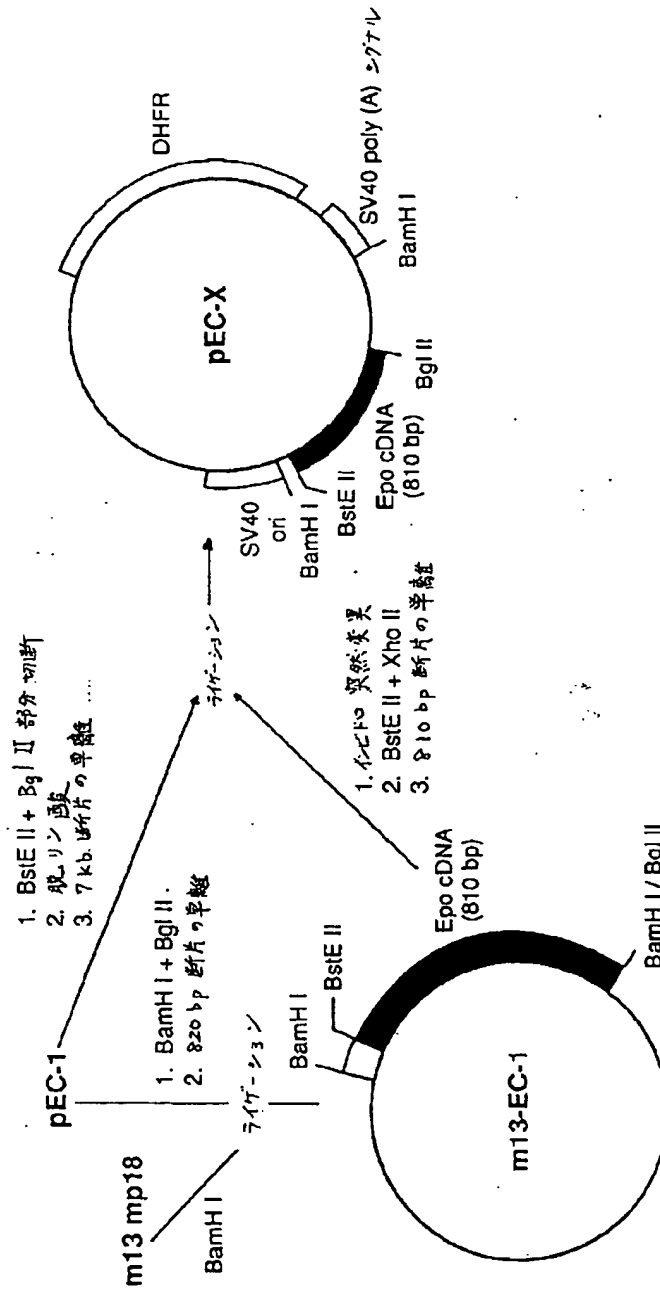 pEC-1
1. BstE II + Bgl II 部分切断
2. 脱リン酸
3. 7 kb 断片の単離 ....
m13 mp18
BamH I
1. BamH I + Bgl II.
2. 820 bp 断片の単離
ライゲーション
ライゲーション
BamH I
BstE II
Epo cDNA
(810 bp)
BamH I / Bgl II
m13-EC-1
1. インビトロ 突然変異
2. BstE II + Xho II
3. 810 bp 断片の単離
DHFR
SV40 poly (A) シグナル
BamH I
pEC-X
Bgl II
Epo cDNA
(810 bp)
BstE II
BamH I
SV40
ori